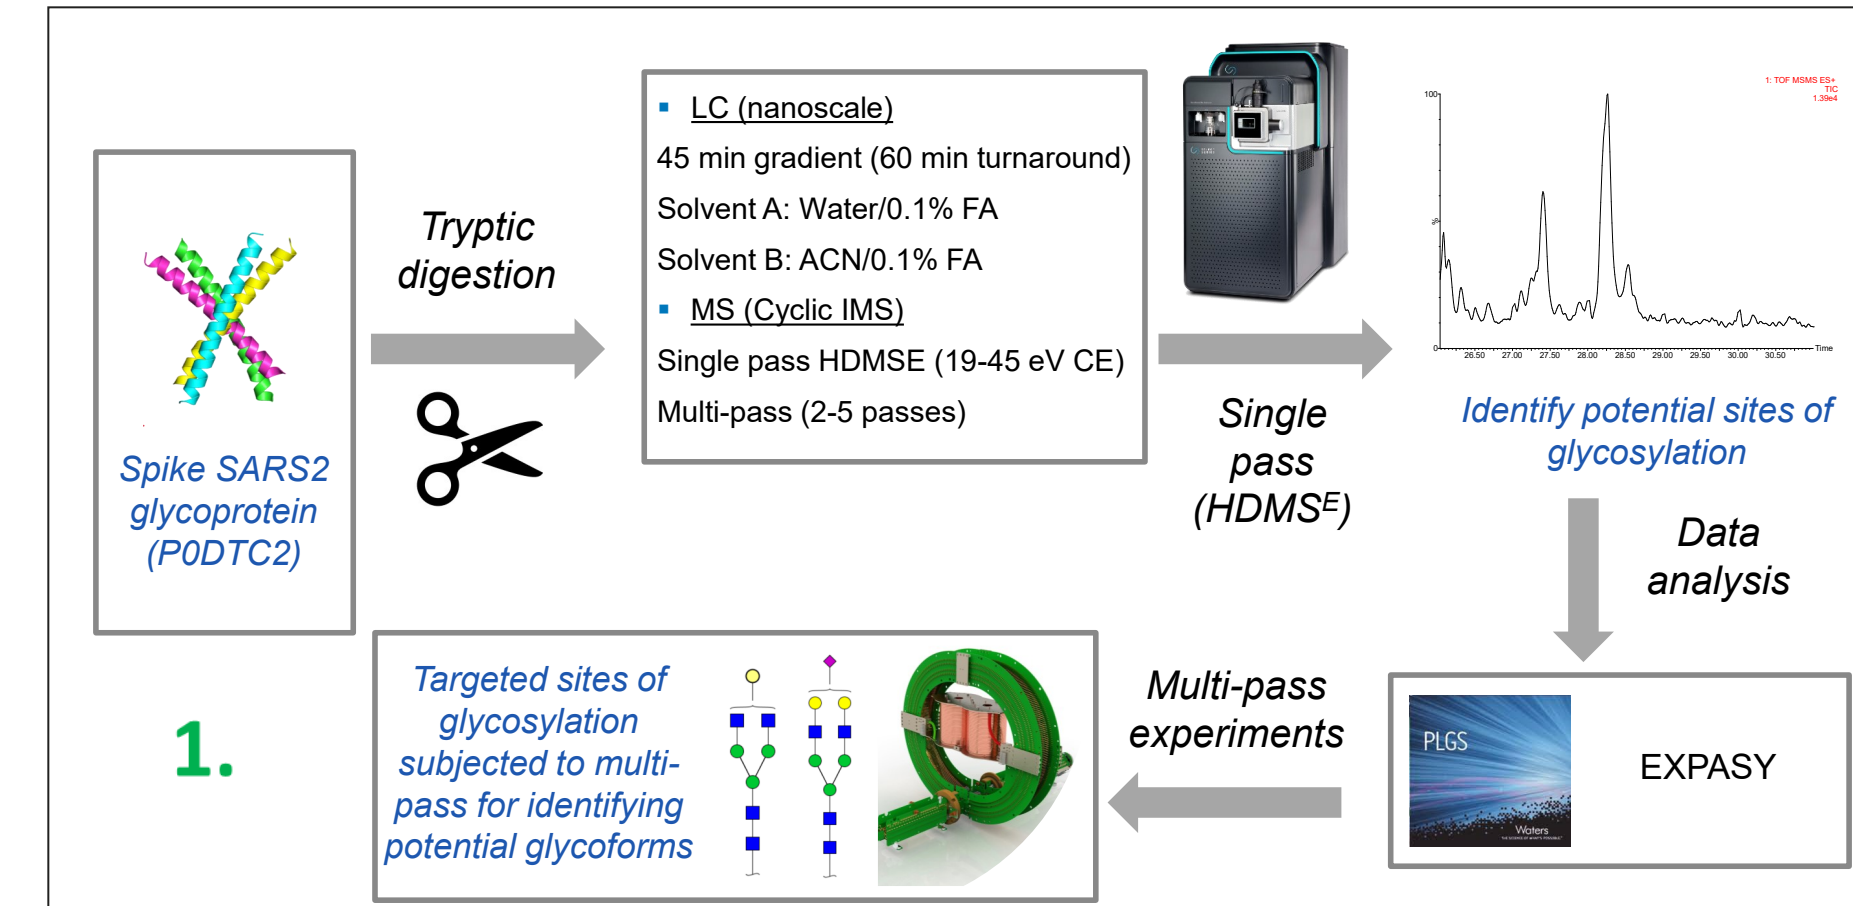 Spike SARS2
glycoprotein
(P0DTC2)
Tryptic
digestion
▪ LC (nanoscale)
45 min gradient (60 min turnaround)
Solvent A: Water/0.1% FA
Solvent B: ACN/0.1% FA
▪ MS (Cyclic IMS)
Single pass HDMSE (19-45 eV CE)
Multi-pass (2-5 passes)
Single
pass
(HDMSᴱ)
1: TOF MSMS ES+
TIC
1.39e4
100
%
0
26.50 27.00 27.50 28.00 28.50 29.00 29.50 30.00 30.50
Time
Identify potential sites of
glycosylation
Data
analysis
PLGS
Waters
THE SCIENCE OF WHAT'S POSSIBLE.
EXPASY
Multi-pass
experiments
Targeted sites of
glycosylation
subjected to multi-
pass for identifying
potential glycoforms
1.